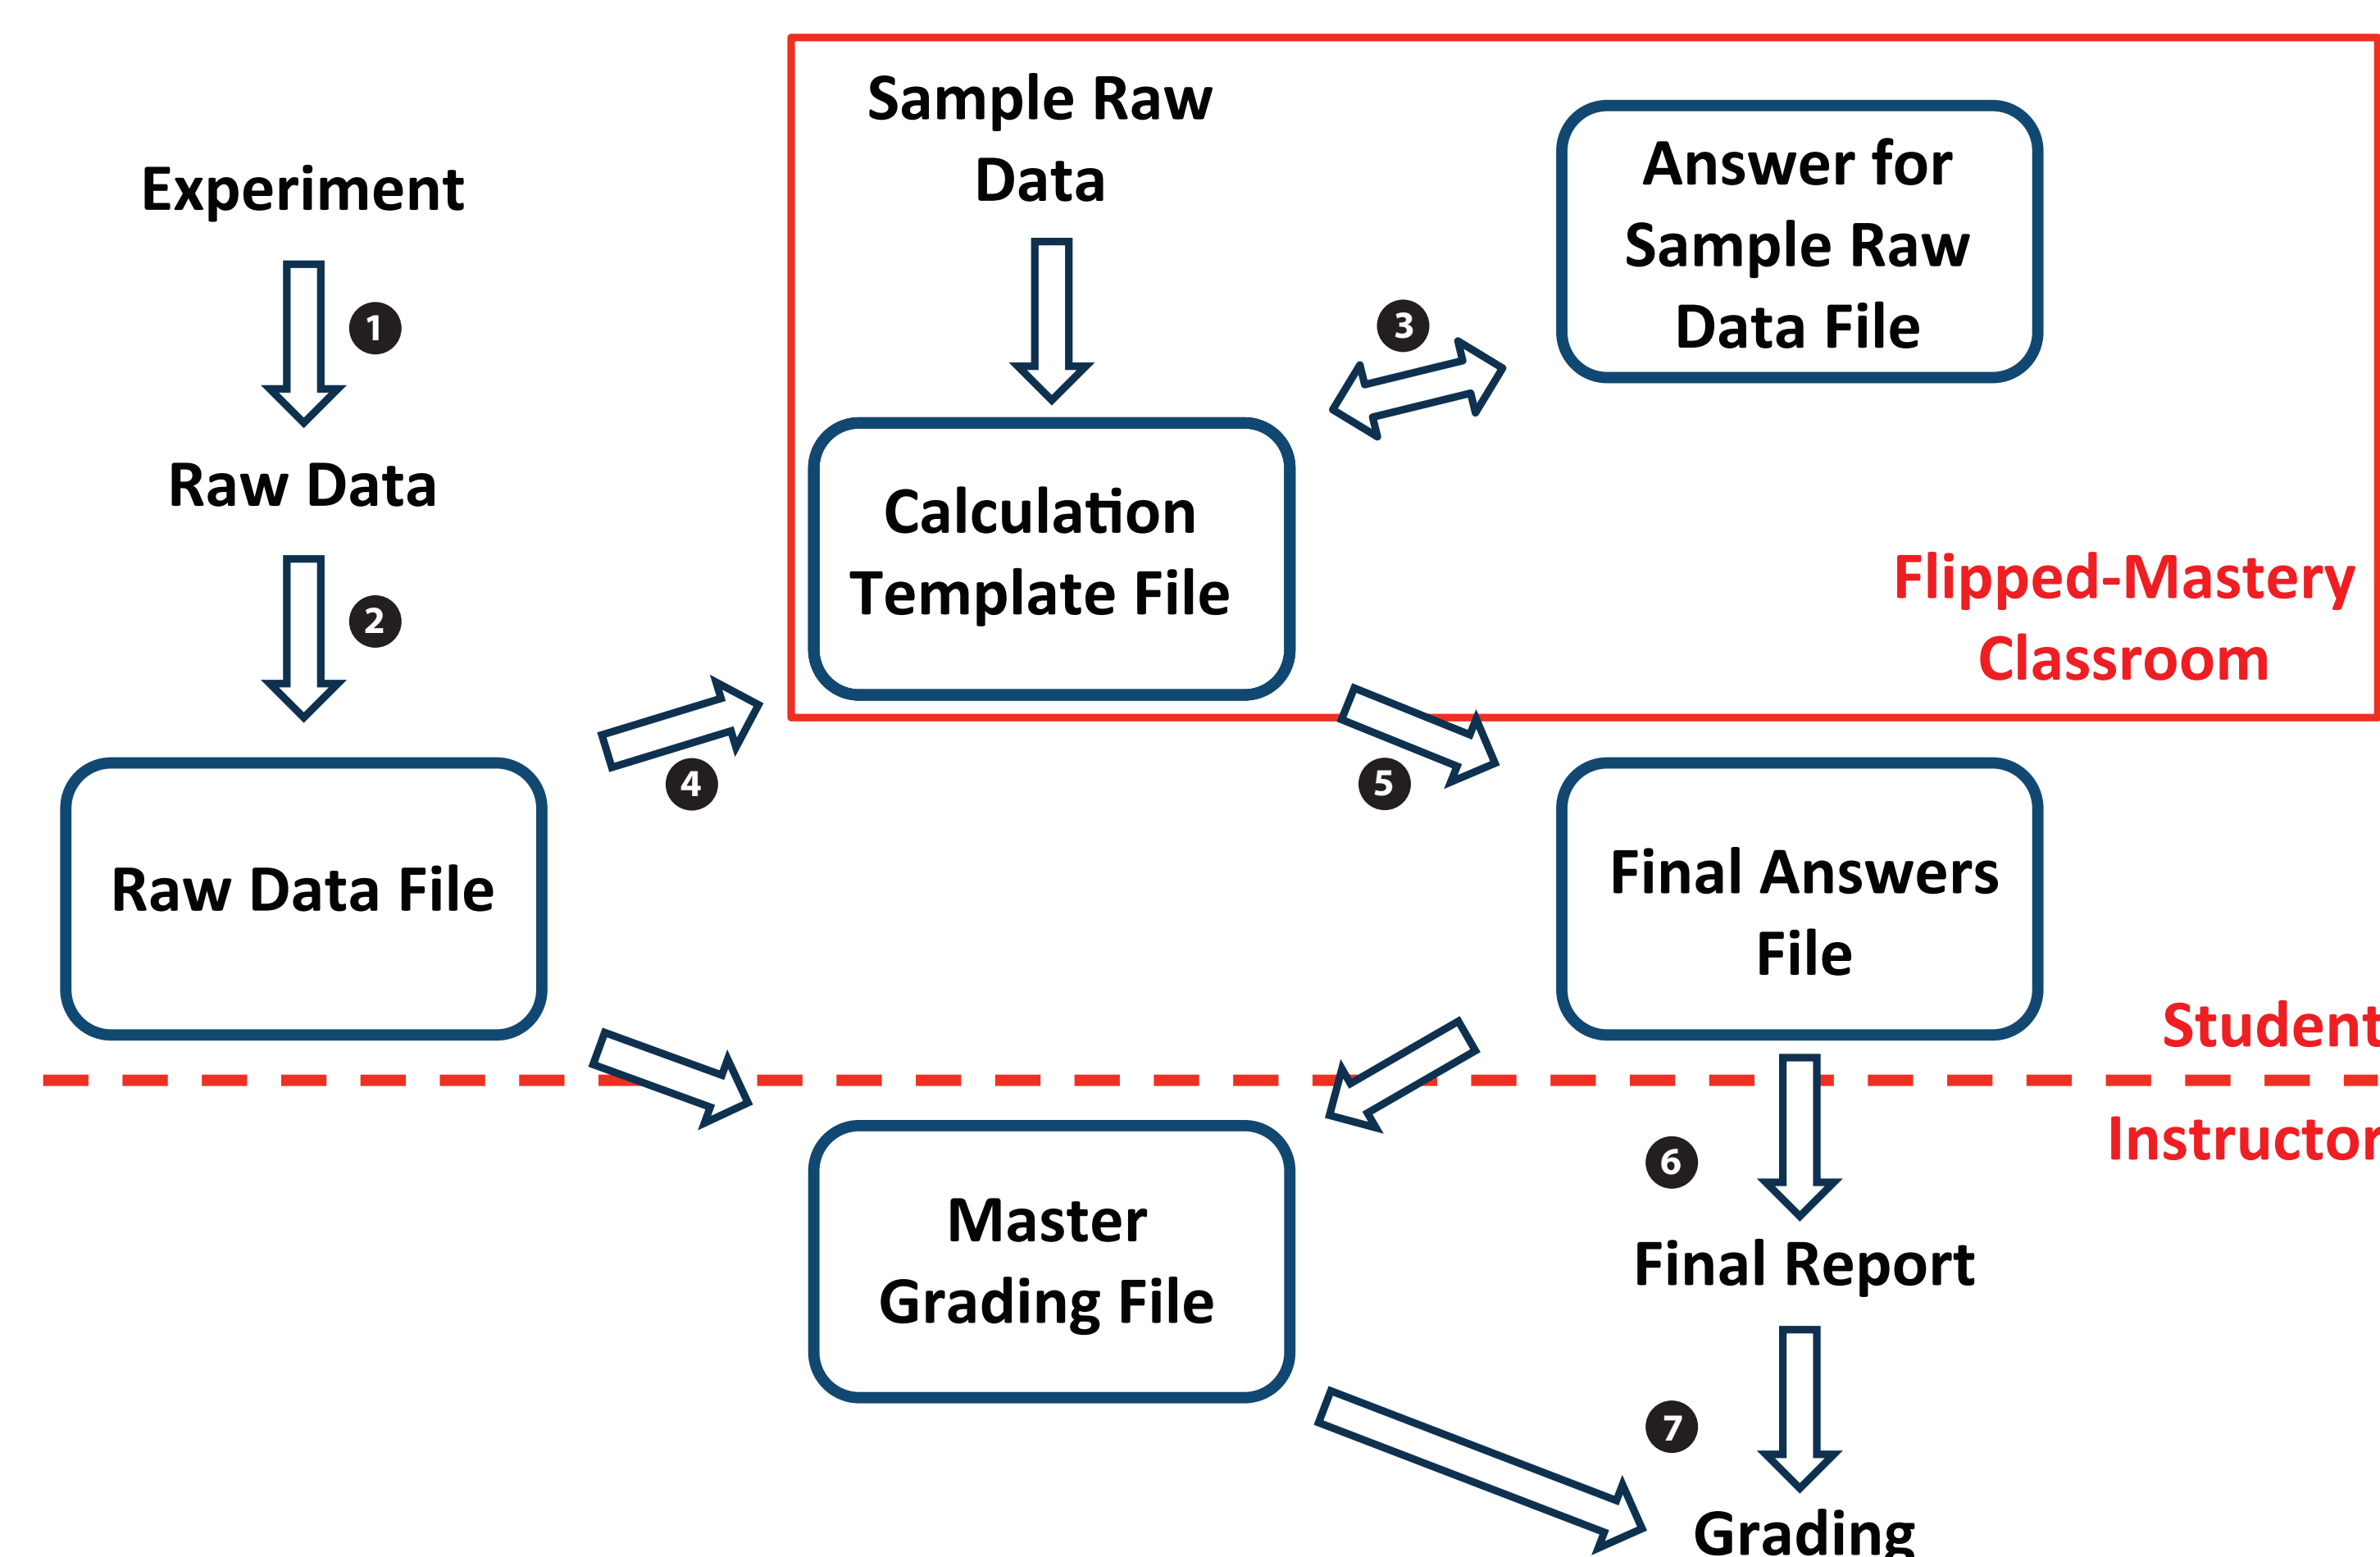 Experiment
1
Raw Data
2
Raw Data File
Sample Raw
Data
3
Answer for
Sample Raw
Data File
Calculation
Template File
Flipped-Mastery
Classroom
4
5
Final Answers
File
Student
Instructor
Master
Grading File
6
Final Report
7
Grading